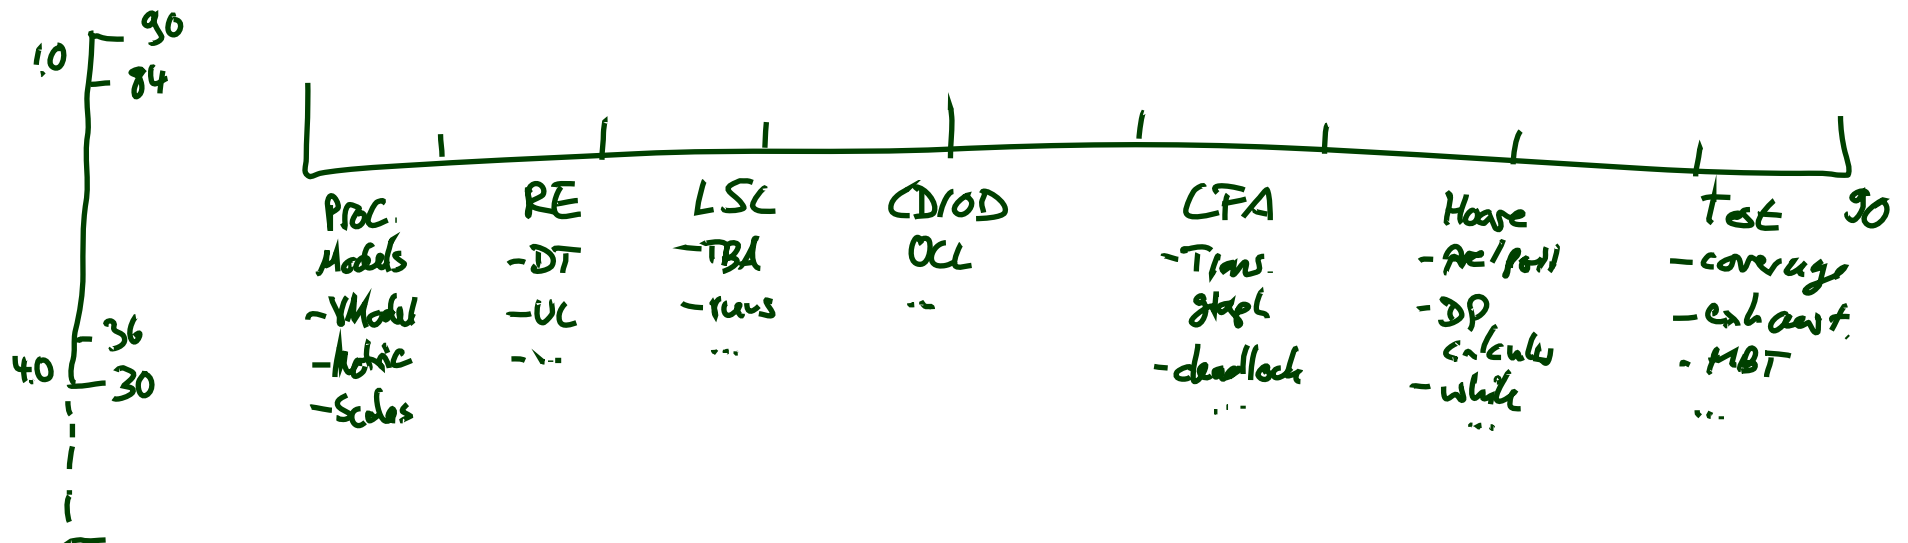 90
1.0
84
36
4.0
30
Proc.
Models
- VModel
- Metric
- Scales
RE
- DT
- UC
- ...
LSC
- TBA
- runs
...
CD/OD
OCL
...
CFA
- Trans.
graph
- deadlock
...
Hoare
- pre/post
- DP
calculus
- while
...
Test
- coverage
- exhaust.
- MBT
...
90